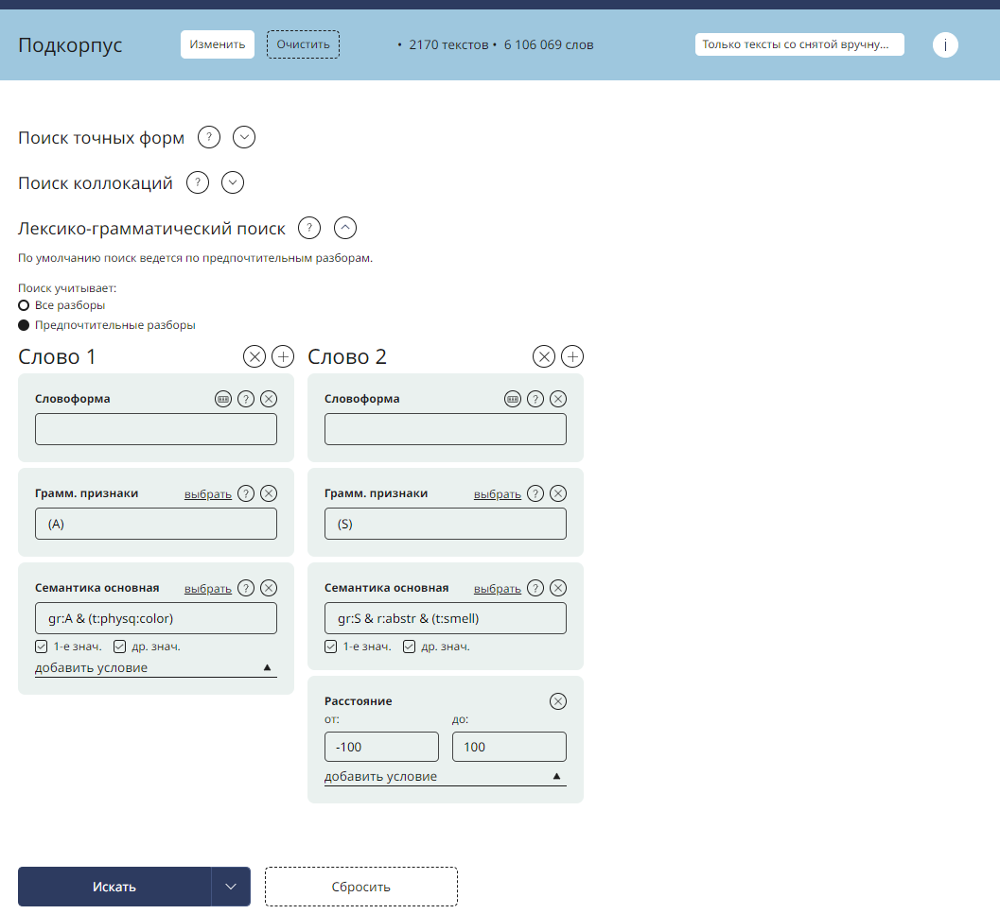 Подкорпус
Изменить
Очистить
• 2170 текстов • 6 106 069 слов
Только тексты со снятой вручну...
i
Поиск точных форм ?
Поиск коллокаций ?
Лексико-грамматический поиск ?
По умолчанию поиск ведется по предпочтительным разборам.
Поиск учитывает:
Все разборы
Предпочтительные разборы
Слово 1
Словоформа ?
Грамм. признаки выбрать ?
(A)
Семантика основная выбрать ?
gr:A & (t:physq:color)
1-е знач. др. знач.
добавить условие
Слово 2
Словоформа ?
Грамм. признаки выбрать ?
(S)
Семантика основная выбрать ?
gr:S & r:abstr & (t:smell)
1-е знач. др. знач.
Расстояние
от: до:
-100 100
добавить условие
Искать
Сбросить